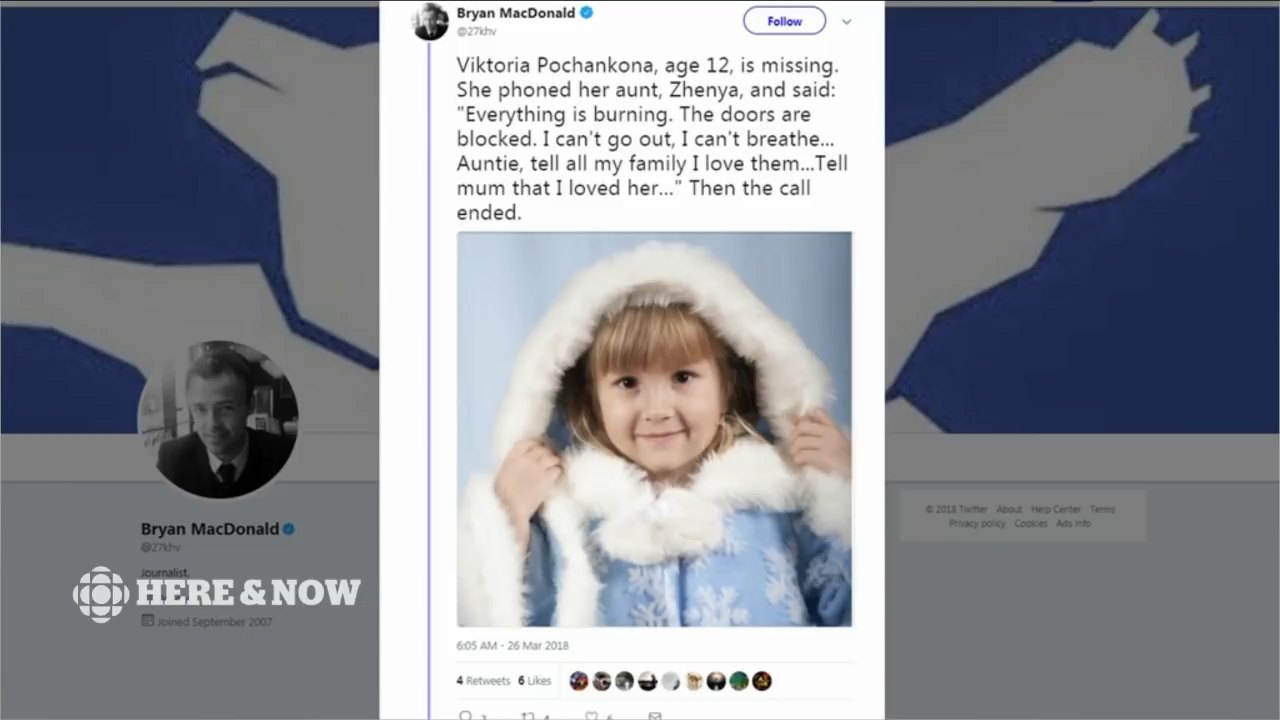 Bryan MacDonald
@27khv
Follow
Viktoria Pochankona, age 12, is missing.
She phoned her aunt, Zhenya, and said:
"Everything is burning. The doors are
blocked. I can't go out, I can't breathe...
Auntie, tell all my family I love them...Tell
mum that I loved her..." Then the call
ended.
6:05 AM - 26 Mar 2018
4 Retweets 6 Likes
Bryan MacDonald
@27khv
Journalist.
HERE & NOW
Joined September 2007
© 2018 Twitter About Help Center Terms
Privacy policy Cookies Ads info